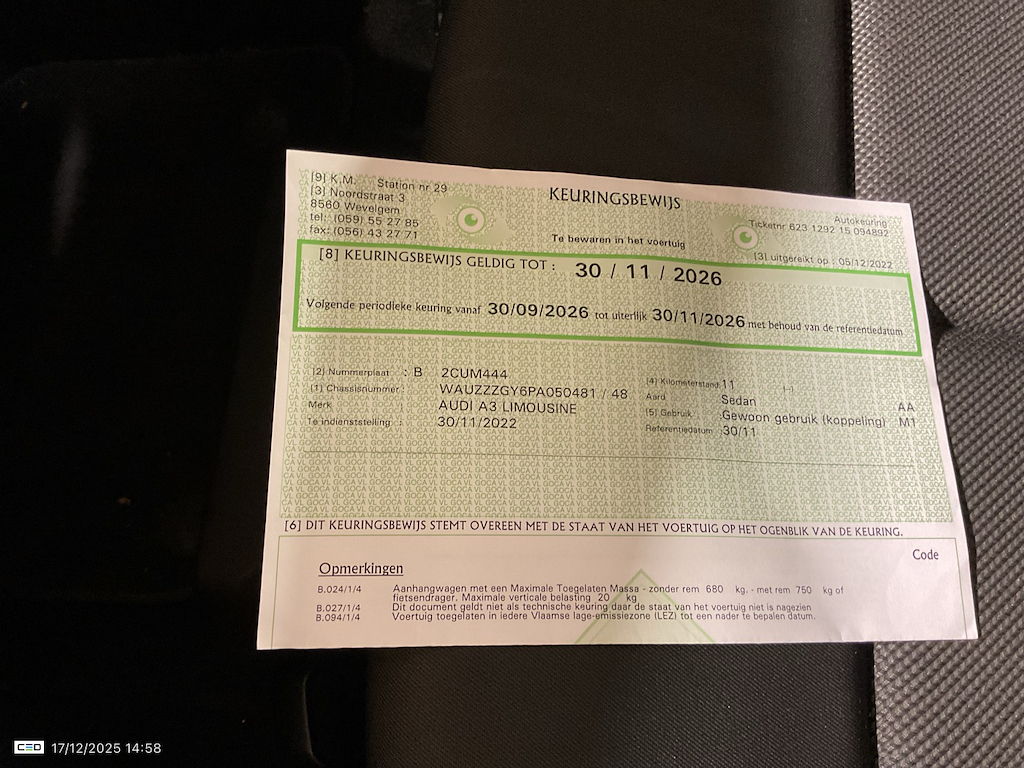 [9] K.M. Station nr 29
[3] Noordstraat 3
8560 Wevelgem
tel: (059) 55 27 85
fax: (056) 43 27 71
KEURINGSBEWIJS
Te bewaren in het voertuig
Autokeuring
Ticketnr 623 1292 15 094892
[3] uitgereikt op : 05/12/2022
[8] KEURINGSBEWIJS GELDIG TOT : 30 / 11 / 2026
Volgende periodieke keuring vanaf 30/09/2026 tot uiterlijk 30/11/2026 met behoud van de referentiedatum
[2] Nummerplaat : B 2CUM444
(1) Chassisnummer : WAUZZZGY6PA050481 / 48
Merk : AUDI A3 LIMOUSINE
1e indienststelling : 30/11/2022
(4) Kilometerstand 11 (--)
Aard Sedan AA
(5) Gebruik Gewoon gebruik (koppeling) M1
Referentiedatum 30/11
[6] DIT KEURINGSBEWIJS STEMT OVEREEN MET DE STAAT VAN HET VOERTUIG OP HET OGENBLIK VAN DE KEURING.
Code
Opmerkingen
B.024/1/4 Aanhangwagen met een Maximale Toegelaten Massa - zonder rem 680 kg. - met rem 750 kg of
fietsendrager. Maximale verticale belasting 20 kg
B.027/1/4 Dit document geldt niet als technische keuring daar de staat van het voertuig niet is nagezien
B.094/1/4 Voertuig toegelaten in iedere Vlaamse lage-emissiezone (LEZ) tot een nader te bepalen datum.
17/12/2025 14:58